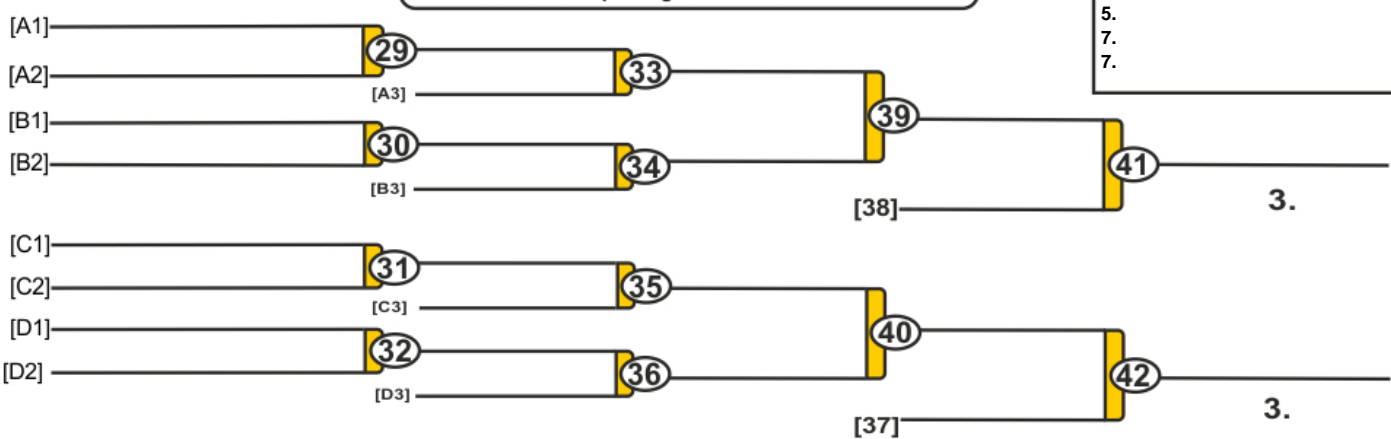 5.
7.
7.
[A1]
29
[A2]
33
[A3]
39
[B1]
30
[B2]
34
[B3]
41
[38]
3.
[C1]
31
[C2]
35
[C3]
40
[D1]
32
[D2]
36
[D3]
42
[37]
3.